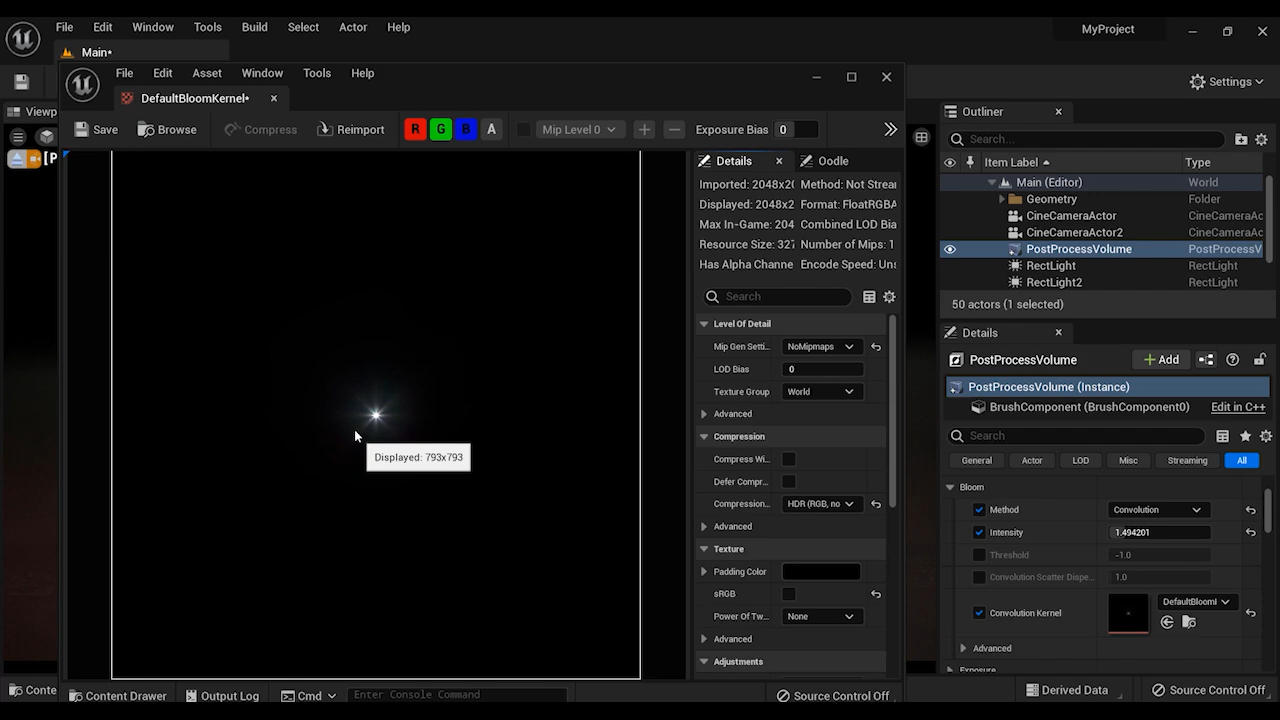 File Edit Window Tools Build Select Actor Help
MyProject
Main*
File Edit Asset Window Tools Help
Settings
DefaultBloomKernel*
Viewp
Outliner
Save Browse Compress Reimport R G B A Mip Level 0 Exposure Bias 0
Search...
[P
Details Oodle
Item Label Type
Imported: 2048x20 Method: Not Strea
Main (Editor) World
Displayed: 2048x2 Format: FloatRGBA
Geometry Folder
Max In-Game: 204 Combined LOD Bia
CineCameraActor CineCameraAc
Resource Size: 327 Number of Mips: 1
CineCameraActor2 CineCameraAc
PostProcessVolume PostProcessV
Has Alpha Channe Encode Speed: Uns
RectLight RectLight
RectLight2 RectLight
Search
50 actors (1 selected)
Level Of Detail
Details
Mip Gen Setti... NoMipmaps
PostProcessVolume Add
LOD Bias 0
PostProcessVolume (Instance)
Texture Group World
BrushComponent (BrushComponent0) Edit in C++
Advanced
Search
Compression
Compress Wi...
General Actor LOD Misc Streaming All
Defer Compr...
Bloom
Compression... HDR (RGB, no
Method Convolution
Advanced
Intensity 1.494201
Texture
Threshold -1.0
Padding Color
Convolution Scatter Dispe... 1.0
sRGB
Convolution Kernel DefaultBloomI
Power Of Tw... None
Advanced
Advanced
Adjustments
Exposure
Displayed: 793x793
Conte
Content Drawer Output Log Cmd Enter Console Command Source Control Off
Derived Data Source Control Off